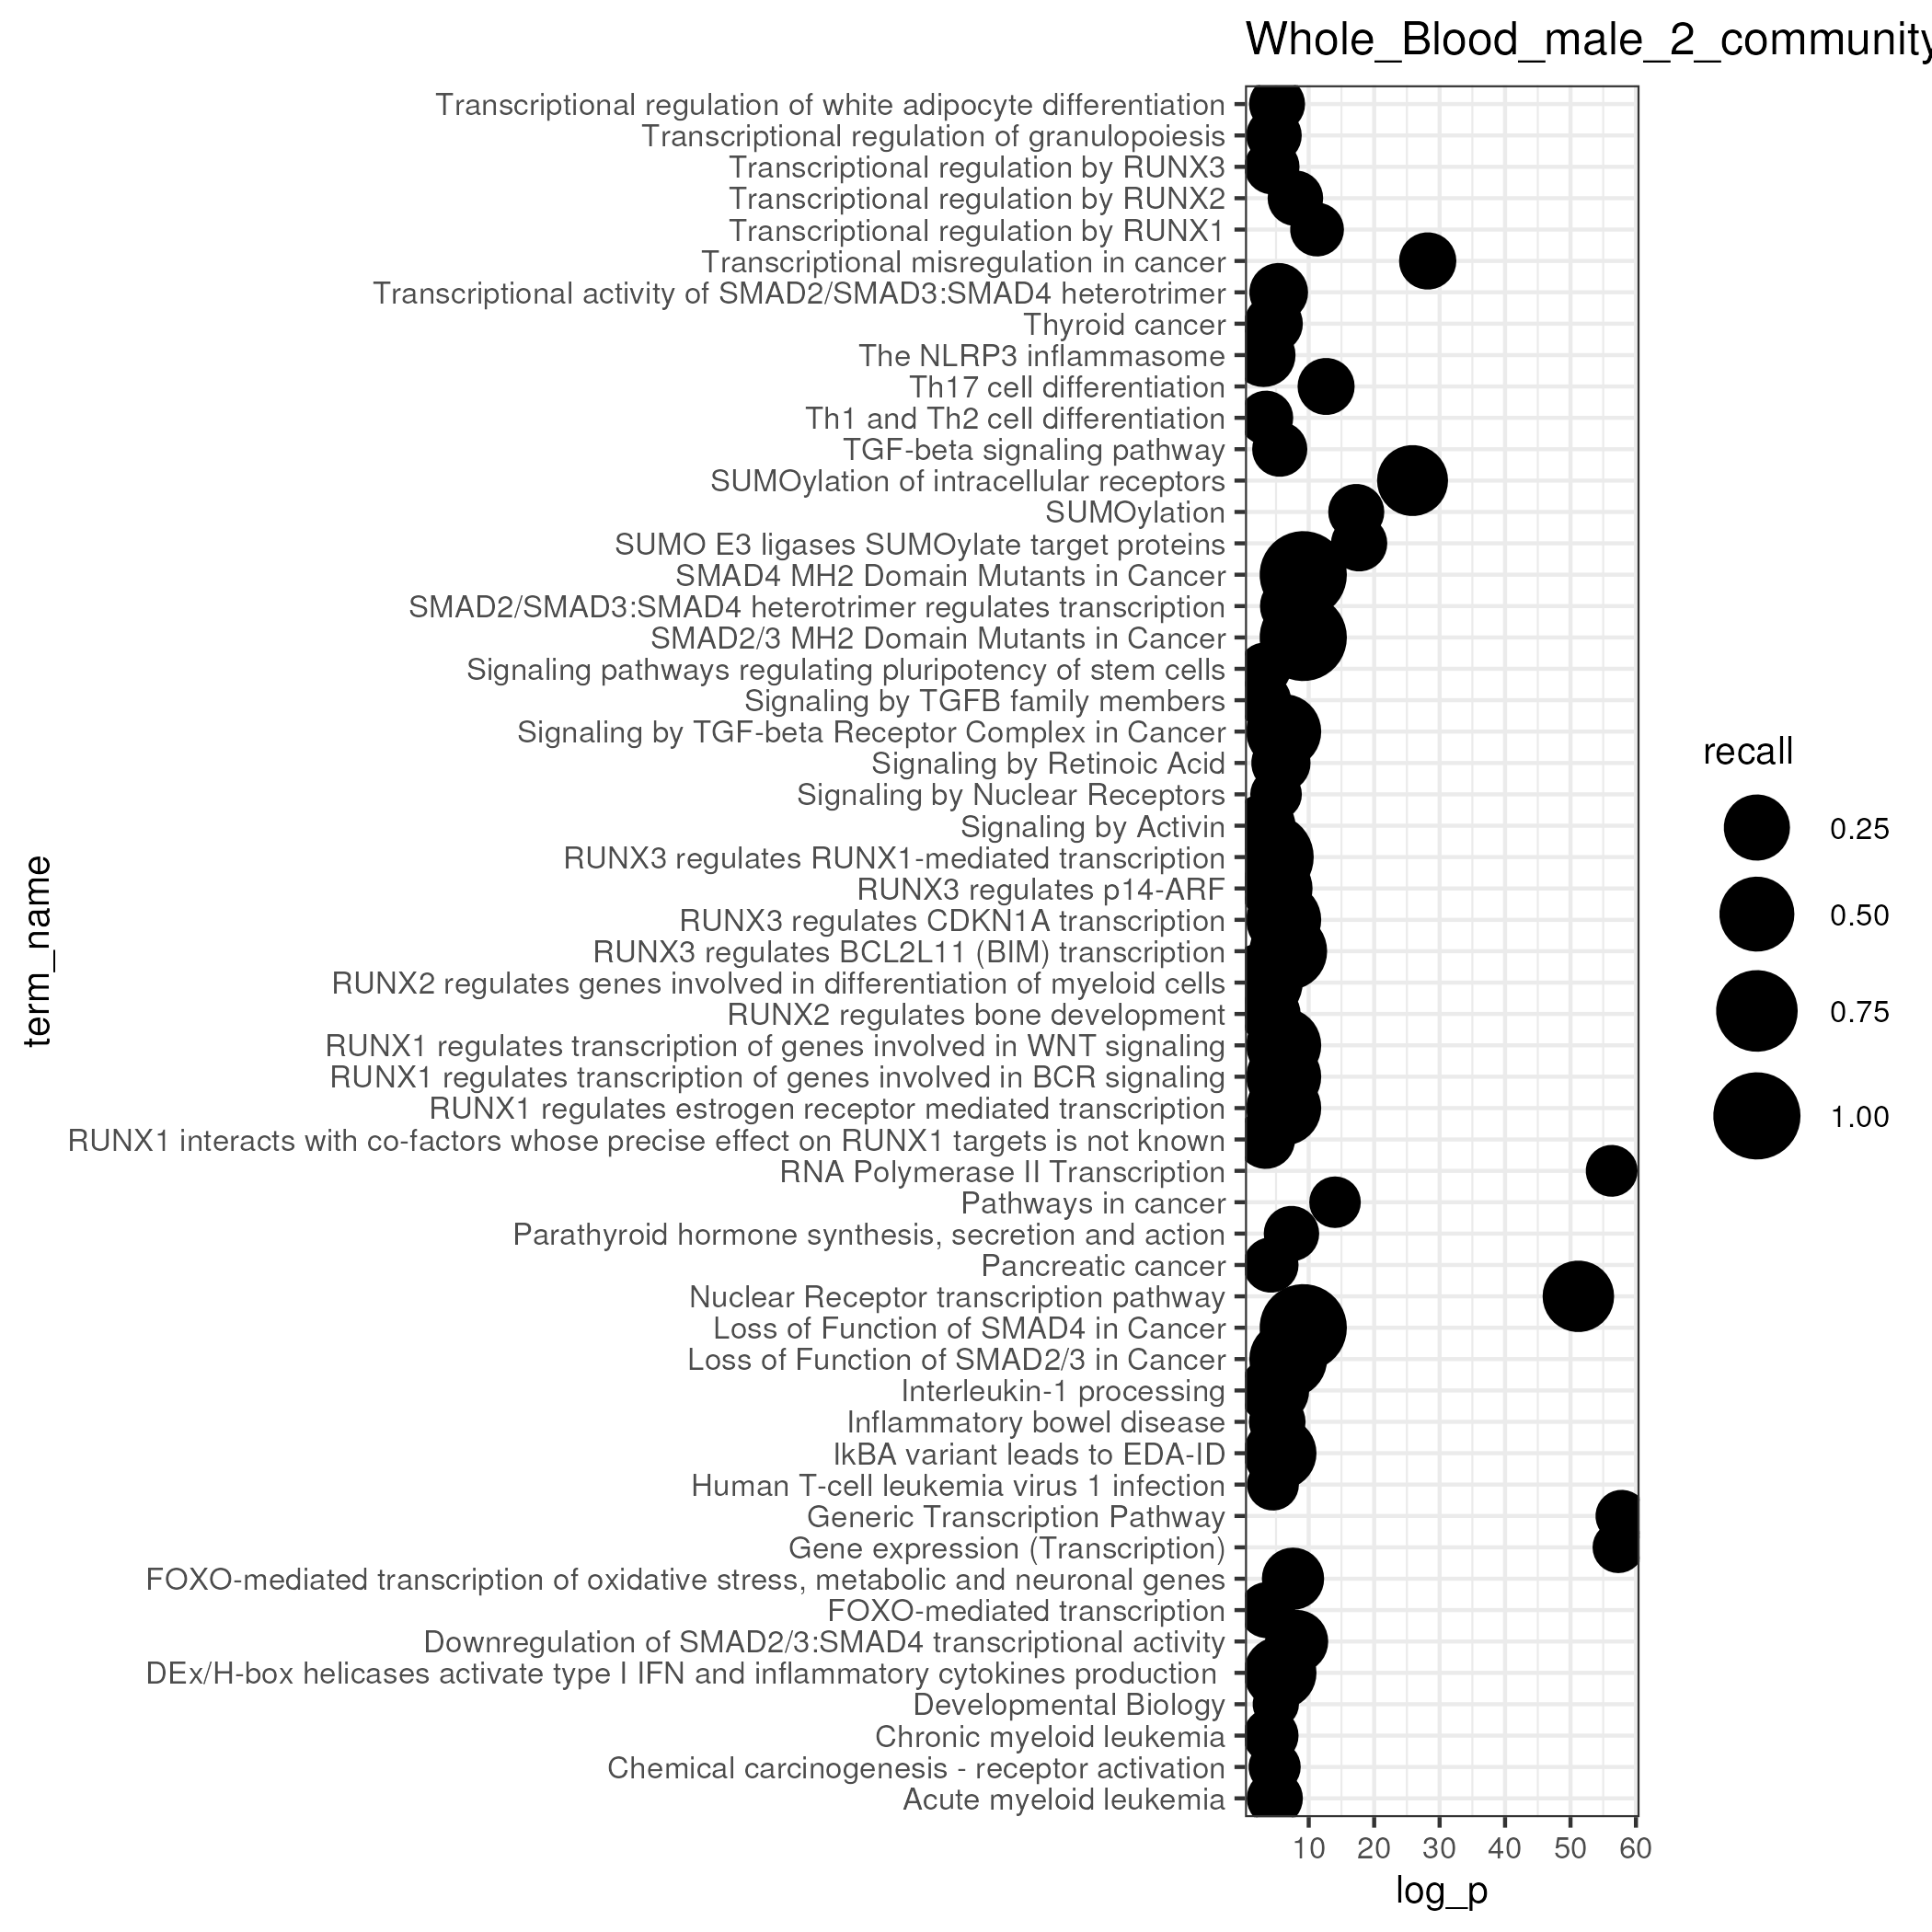 Whole_Blood_male_2_community
Transcriptional regulation of white adipocyte differentiation
Transcriptional regulation of granulopoiesis
Transcriptional regulation by RUNX3
Transcriptional regulation by RUNX2
Transcriptional regulation by RUNX1
Transcriptional misregulation in cancer
Transcriptional activity of SMAD2/SMAD3:SMAD4 heterotrimer
Thyroid cancer
The NLRP3 inflammasome
Th17 cell differentiation
Th1 and Th2 cell differentiation
TGF-beta signaling pathway
SUMOylation of intracellular receptors
SUMOylation
SUMO E3 ligases SUMOylate target proteins
SMAD4 MH2 Domain Mutants in Cancer
SMAD2/SMAD3:SMAD4 heterotrimer regulates transcription
SMAD2/3 MH2 Domain Mutants in Cancer
Signaling pathways regulating pluripotency of stem cells
Signaling by TGFB family members
Signaling by TGF-beta Receptor Complex in Cancer
Signaling by Retinoic Acid
Signaling by Nuclear Receptors
Signaling by Activin
RUNX3 regulates RUNX1-mediated transcription
RUNX3 regulates p14-ARF
RUNX3 regulates CDKN1A transcription
RUNX3 regulates BCL2L11 (BIM) transcription
RUNX2 regulates genes involved in differentiation of myeloid cells
RUNX2 regulates bone development
RUNX1 regulates transcription of genes involved in WNT signaling
RUNX1 regulates transcription of genes involved in BCR signaling
RUNX1 regulates estrogen receptor mediated transcription
RUNX1 interacts with co-factors whose precise effect on RUNX1 targets is not known
RNA Polymerase II Transcription
Pathways in cancer
Parathyroid hormone synthesis, secretion and action
Pancreatic cancer
Nuclear Receptor transcription pathway
Loss of Function of SMAD4 in Cancer
Loss of Function of SMAD2/3 in Cancer
Interleukin-1 processing
Inflammatory bowel disease
IkBA variant leads to EDA-ID
Human T-cell leukemia virus 1 infection
Generic Transcription Pathway
Gene expression (Transcription)
FOXO-mediated transcription of oxidative stress, metabolic and neuronal genes
FOXO-mediated transcription
Downregulation of SMAD2/3:SMAD4 transcriptional activity
DEx/H-box helicases activate type I IFN and inflammatory cytokines production
Developmental Biology
Chronic myeloid leukemia
Chemical carcinogenesis - receptor activation
Acute myeloid leukemia
10 20 30 40 50 60
log_p
term_name
recall
0.25
0.50
0.75
1.00